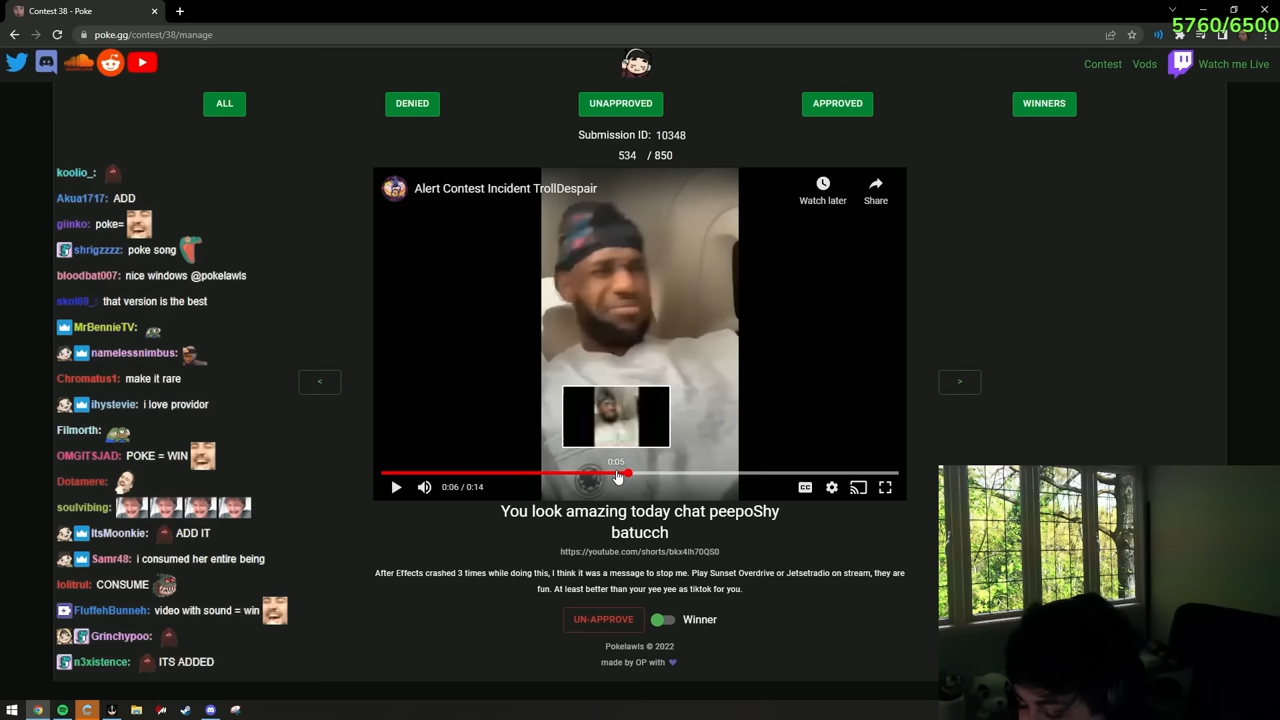 Contest 38 - Poke
5760/6500
poke.gg/contest/38/manage
Contest
Vods
Watch me Live
ALL
DENIED
UNAPPROVED
APPROVED
WINNERS
Submission ID: 10348
534 / 850
koolio_:
Akua1717: ADD
giinko: poke=
shrigzzzz: poke song
bloodbat007: nice windows @pokelawls
skoi69_: that version is the best
MrBennieTV:
namelessnimbus:
Chromatus1: make it rare
ihystevie: i love providor
Filmorth:
OMGITSJAD: POKE = WIN
Dotamere:
soulvibing:
ItsMoonkie: ADD IT
Samr48: i consumed her entire being
lolitrul: CONSUME
FluffehBunneh: video with sound = win
Grinchypoo:
n3xistence: ITS ADDED
Alert Contest Incident TrollDespair
Watch later
Share
<
>
0:05
0:06 / 0:14
CC
You look amazing today chat peepoShy
batucch
https://youtube.com/shorts/bkx4ih70QS0
After Effects crashed 3 times while doing this, I think it was a message to stop me. Play Sunset Overdrive or Jetsetradio on stream, they are
fun. At least better than your yee yee as tiktok for you.
UN-APPROVE
Winner
Pokelawls © 2022
made by OP with